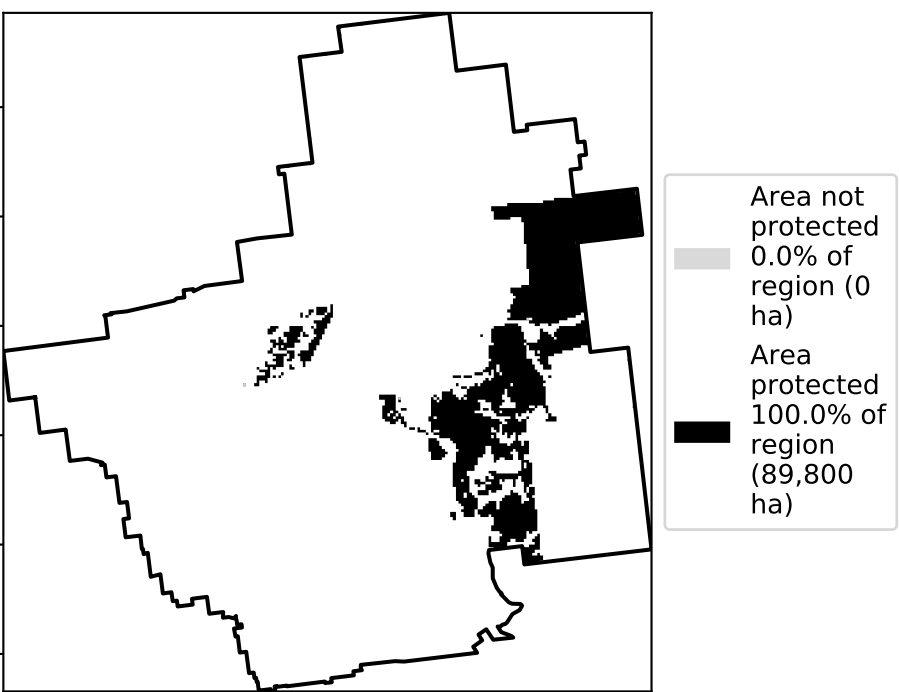 Area not
protected
0.0% of
region (0
ha)
Area
protected
100.0% of
region
(89,800
ha)